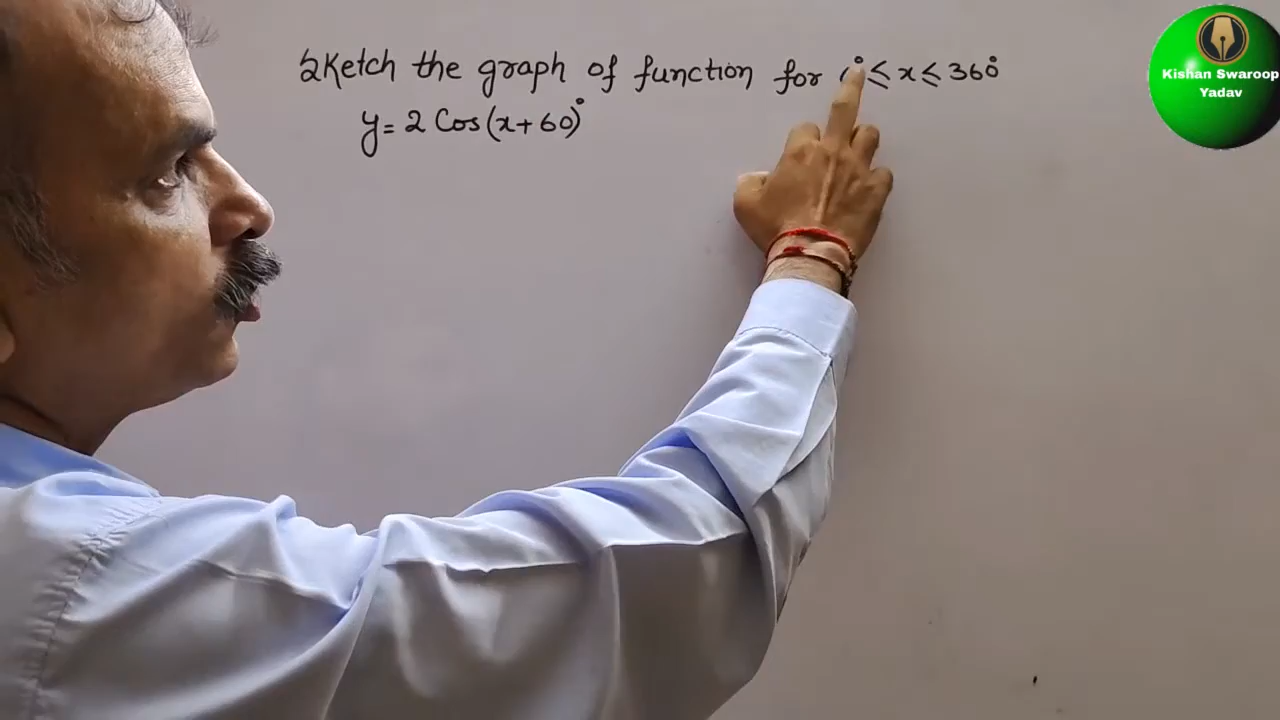 Sketch the graph of function for 0° ≤ x ≤ 360°
y = 2 Cos(x+60)°
Kishan Swaroop
Yadav